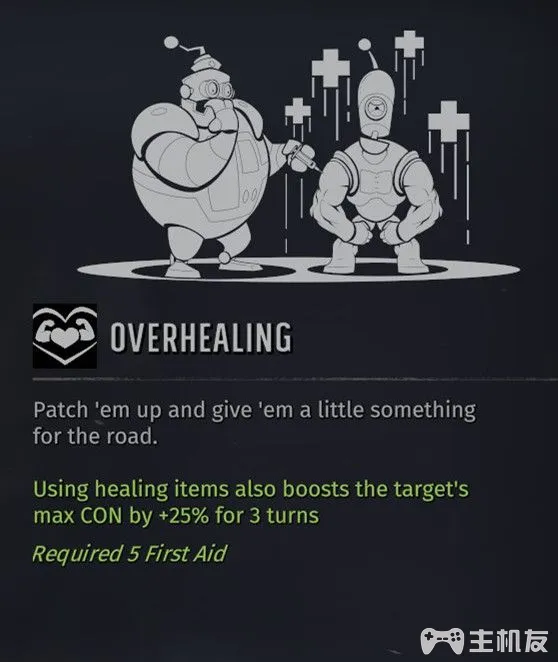 OVERHEALING
Patch 'em up and give 'em a little something
for the road.
Using healing items also boosts the target's
max CON by +25% for 3 turns
Required 5 First Aid
主机友